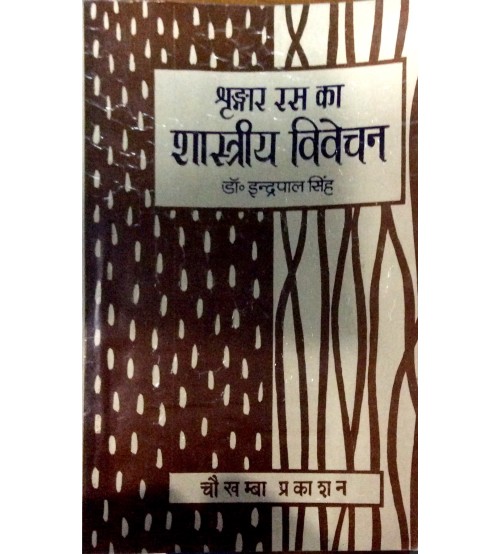 श्रृङ्गार रस का
शास्त्रीय विवेचन
डॉ॰ इन्द्रपाल सिंह
चौखम्बा प्रकाशन